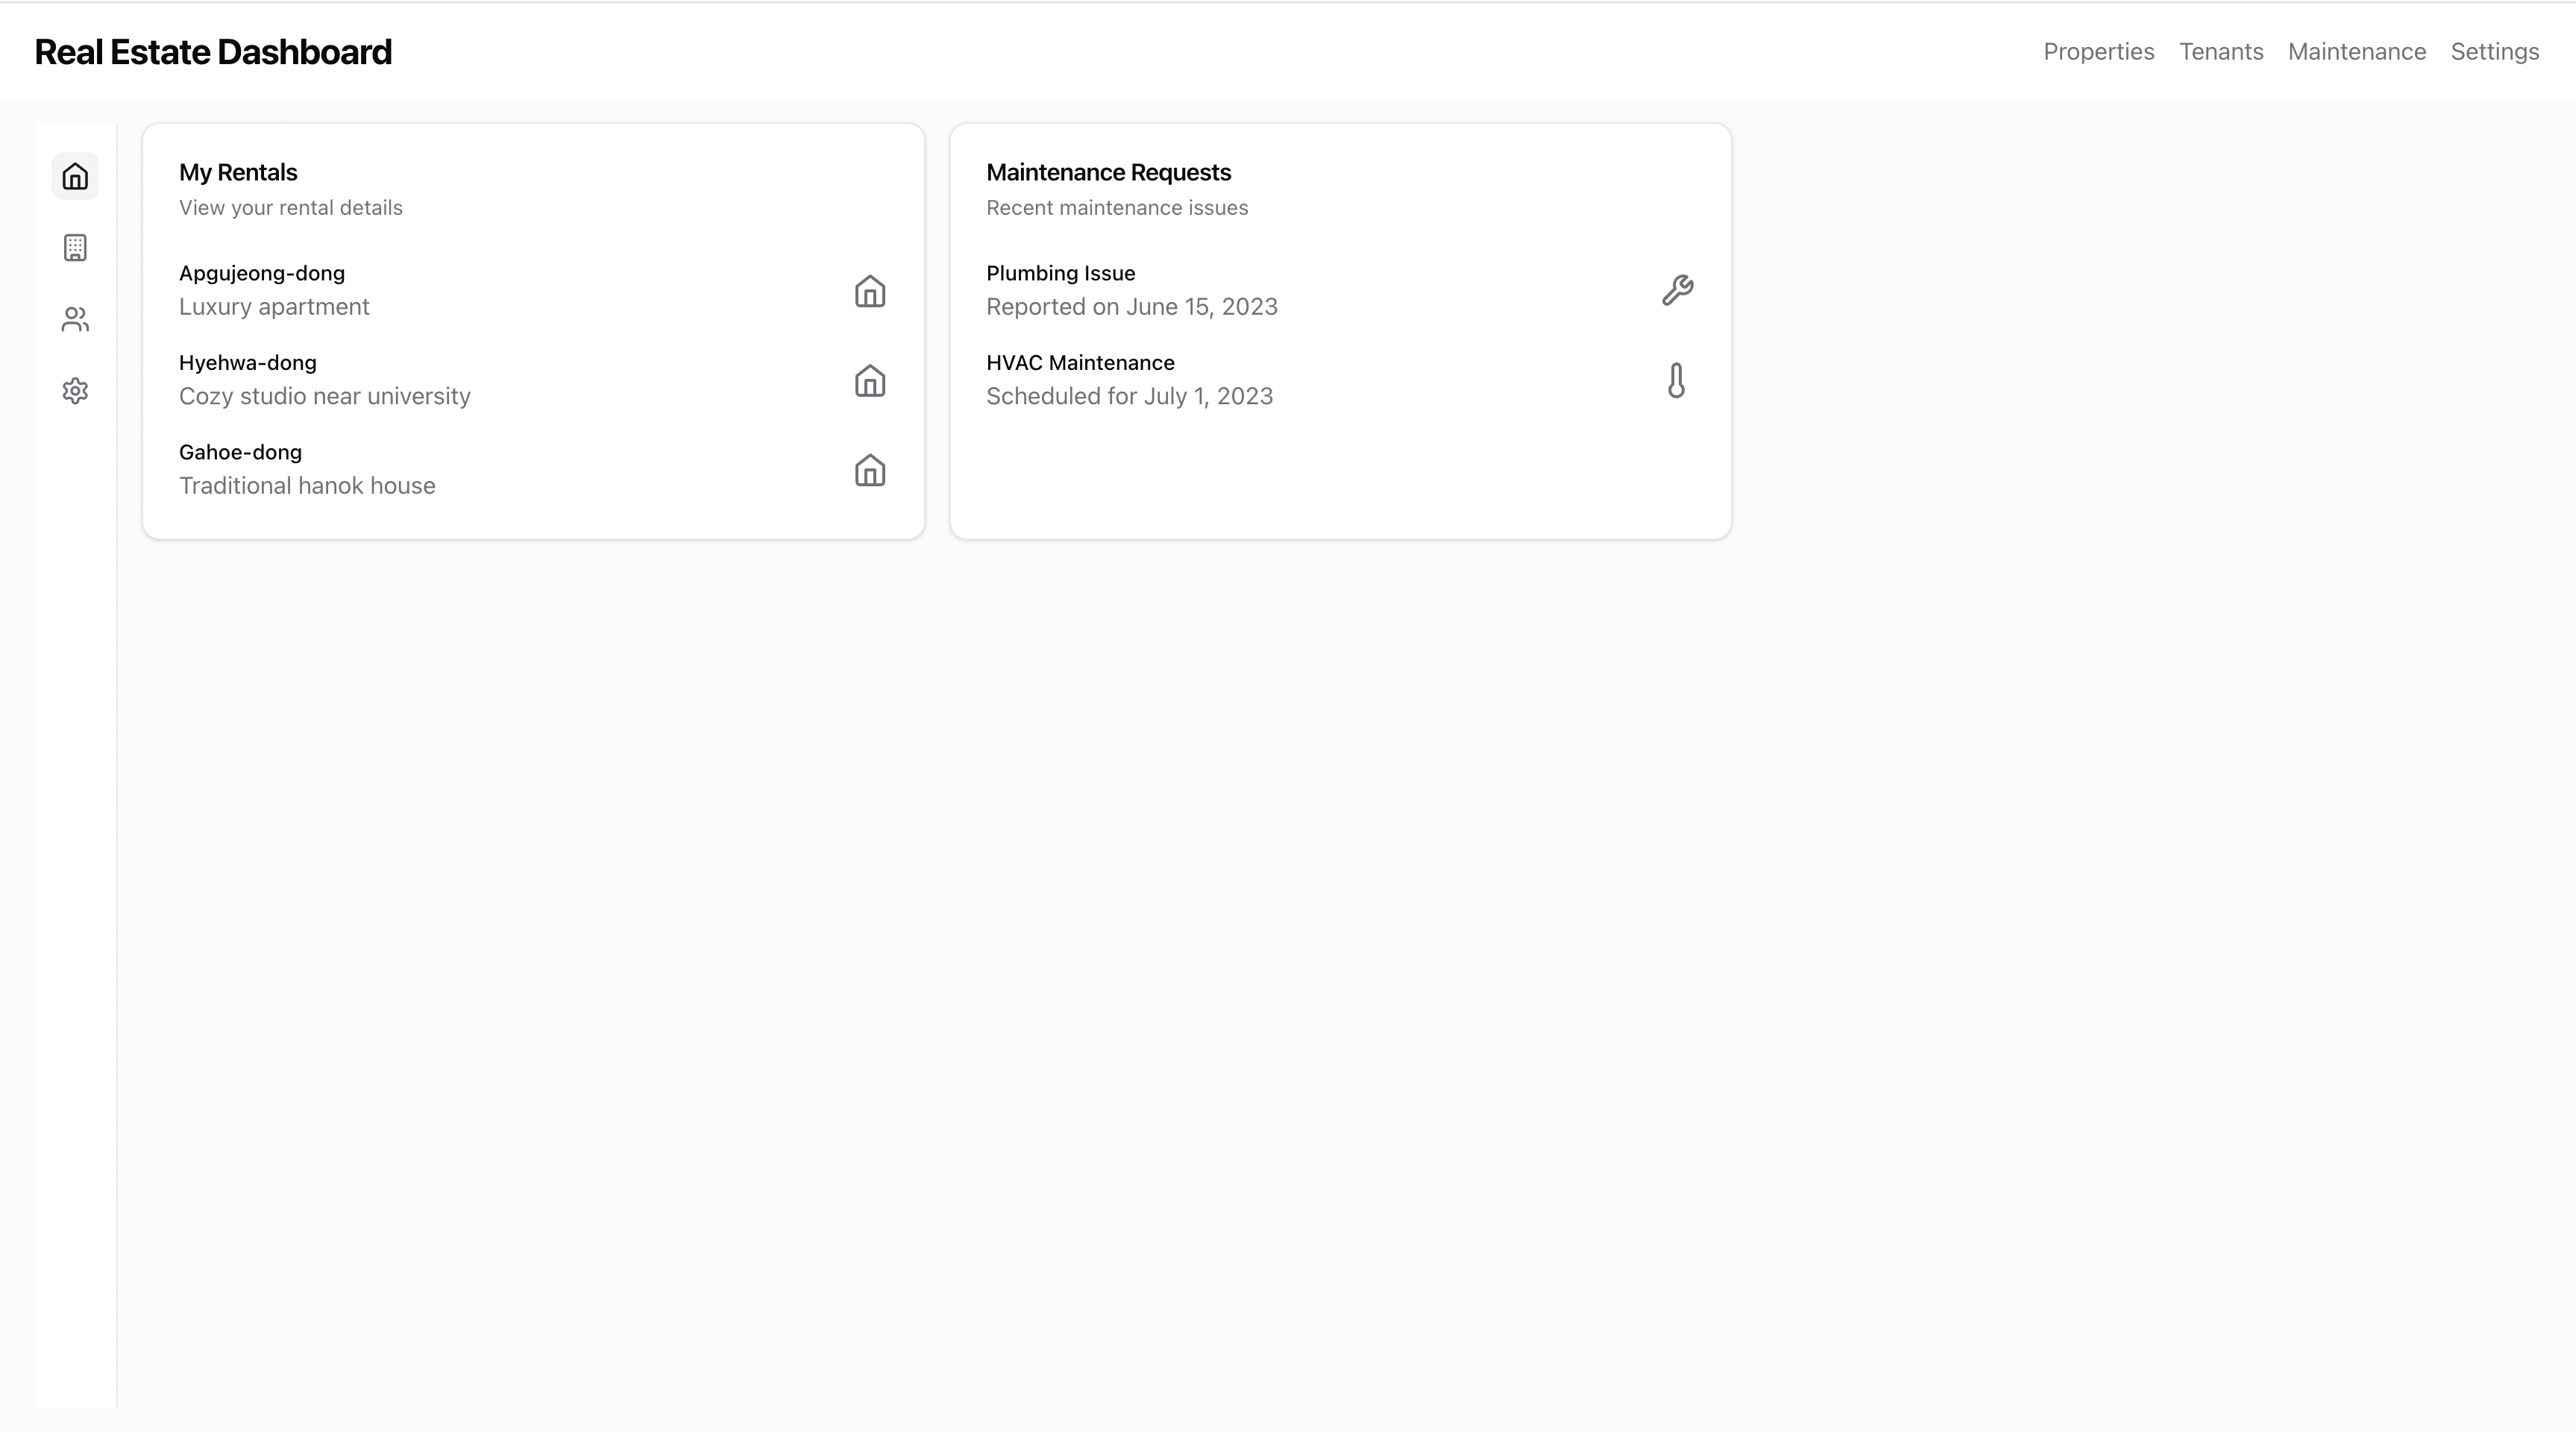 Real Estate Dashboard
Properties Tenants Maintenance Settings
My Rentals
View your rental details
Apgujeong-dong
Luxury apartment
Hyehwa-dong
Cozy studio near university
Gahoe-dong
Traditional hanok house
Maintenance Requests
Recent maintenance issues
Plumbing Issue
Reported on June 15, 2023
HVAC Maintenance
Scheduled for July 1, 2023